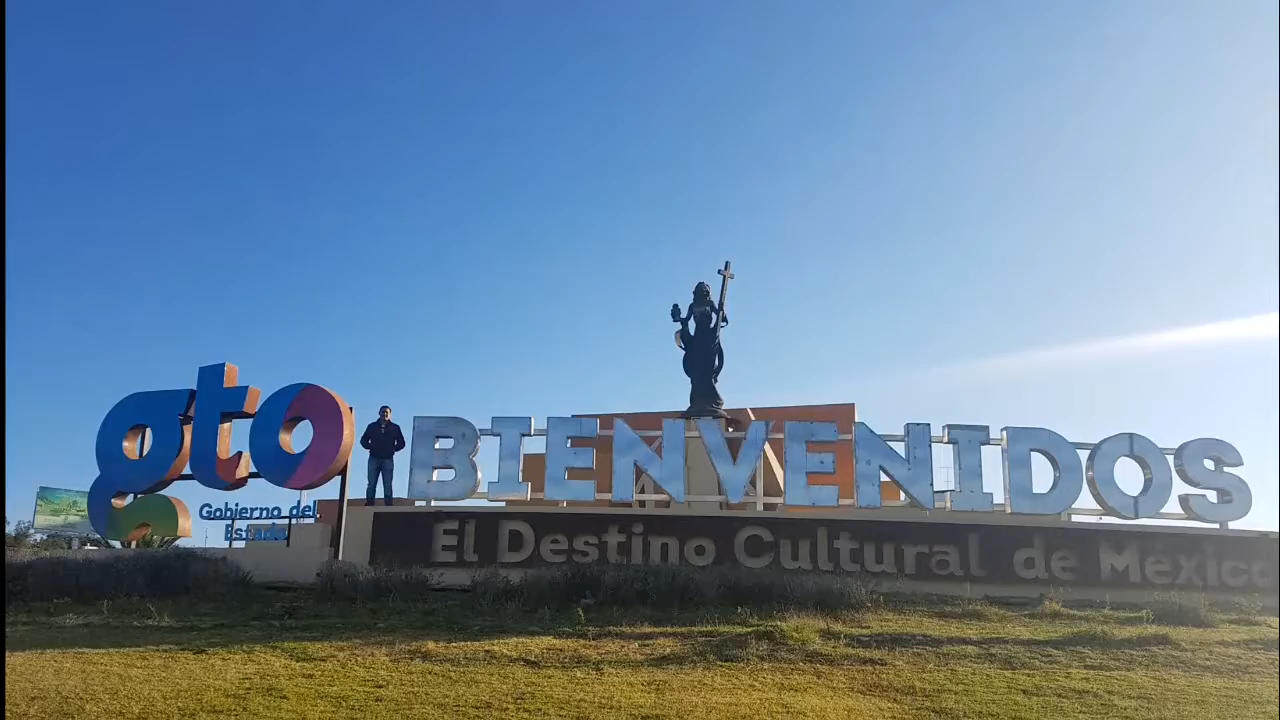 gto
Gobierno del
Estado
BIENVENIDOS
El Destino Cultural de México